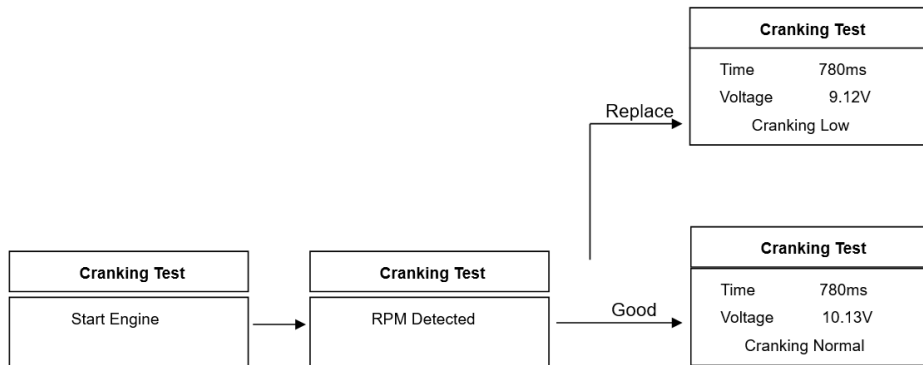 Cranking Test
Time 780ms
Voltage 9.12V
Cranking Low
Replace
Cranking Test
Start Engine
Cranking Test
RPM Detected
Good
Cranking Test
Time 780ms
Voltage 10.13V
Cranking Normal